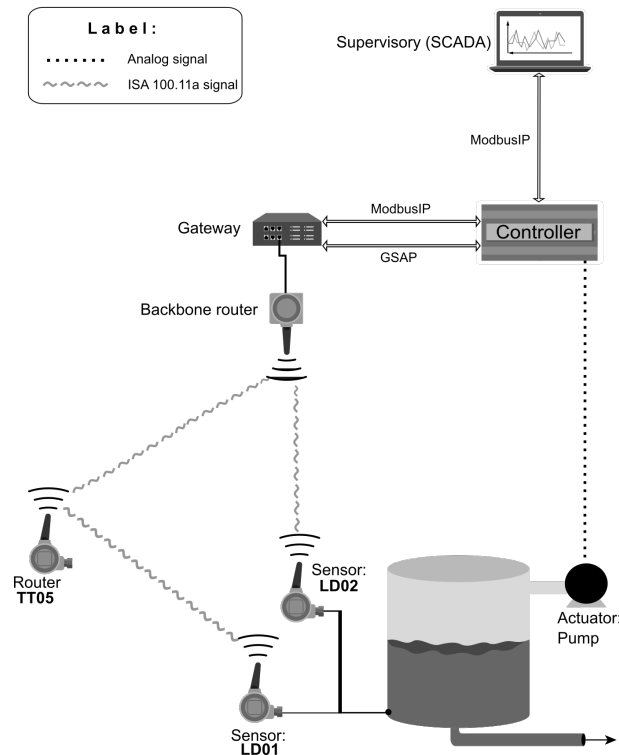 Label:
Analog signal
ISA 100.11a signal
Supervisory (SCADA)
ModbusIP
Gateway
ModbusIP
GSAP
Controller
Backbone router
Router
TT05
Sensor:
LD02
Sensor:
LD01
Actuator:
Pump